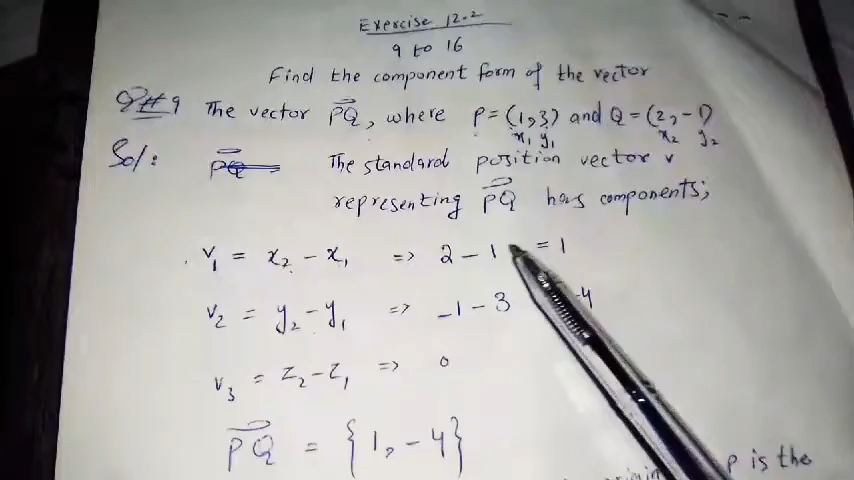 Exercise 12.2
9 to 16
Find the component form of the vector
Q#9 The vector PQ, where P=(1,3) and Q=(2,-1)
x₁ y₁ x₂ y₂
Sol: PQ The standard position vector v
representing PQ has components;
v₁ = x₂ - x₁ => 2 - 1 = 1
v₂ = y₂ - y₁ => -1 - 3 -4
v₃ = z₂ - z₁ => 0
PQ = {1, -4}
P is the